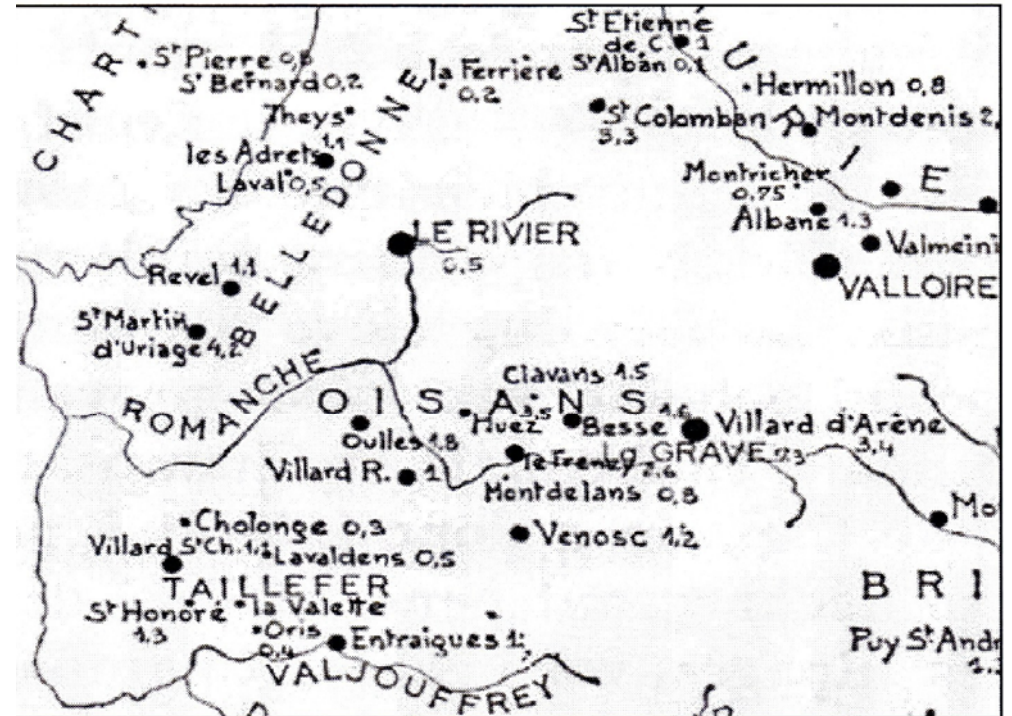 CHART
St Pierre
St Bernard 0,2
Theys
les Adrets 1.1
Laval 0,5
BELLEDONNE
la Ferrière
0.2
St Etienne
de C. 1
St Alban 0,1
St Colomban
3,3
U
I
E
Hermillon 0,8
Montdenis 2,
Montricher
0.75
Albane 1.3
Valmeini
VALLOIRE
LE RIVIER
0.5
Revel 1.1
St Martin
d'Uriage 4,2
ROMANCHE
OISANS
Clavans 1.5
Huez 3,5
Besse 1.6
Oulles 1.8
Villard d'Arène
3,4
La GRAVE 7.3
le Freney 2.6
Villard R. 1
Montdelans 0,8
Mo
Cholonge 0,3
Venosc 1,2
Villard St Ch. 1,1
Lavaldens 0,5
TAILLEFER
BRI
St Honoré
1.3
la Valette
Oris
0.4
Entraigues 1
Puy St Andr
VALJOUFFREY